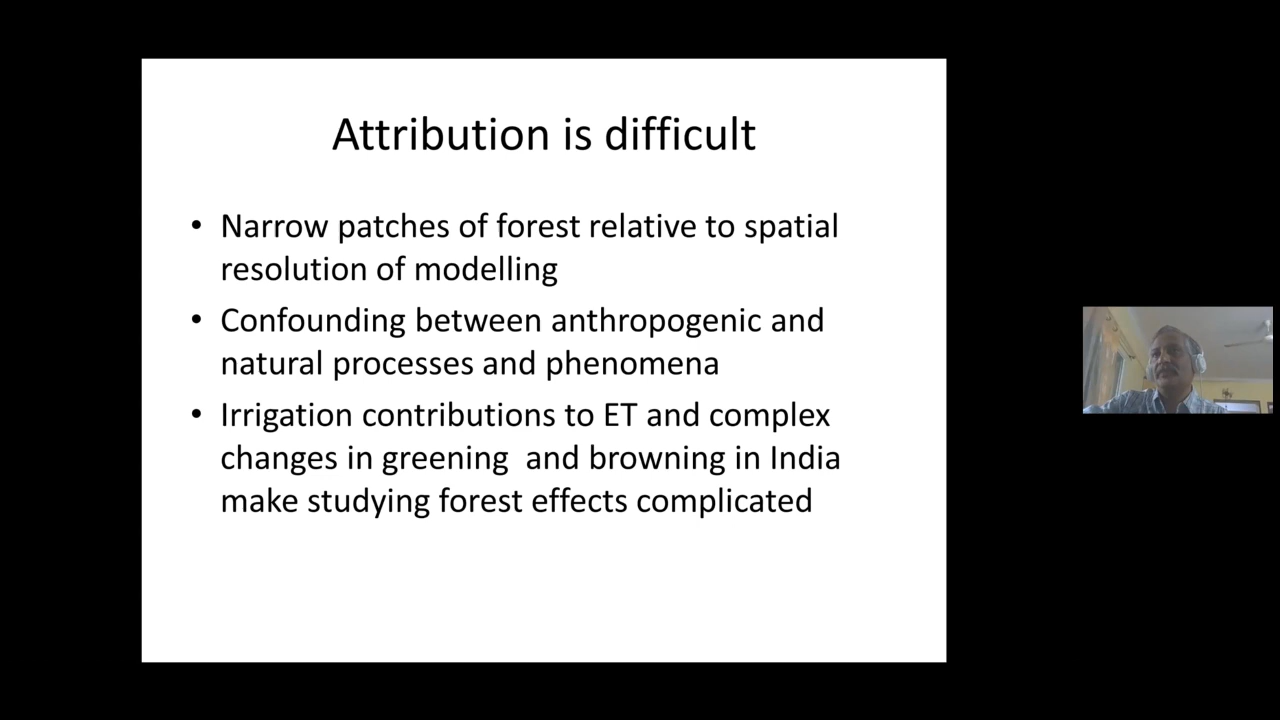 Attribution is difficult
• Narrow patches of forest relative to spatial
resolution of modelling
• Confounding between anthropogenic and
natural processes and phenomena
• Irrigation contributions to ET and complex
changes in greening  and browning in India
make studying forest effects complicated